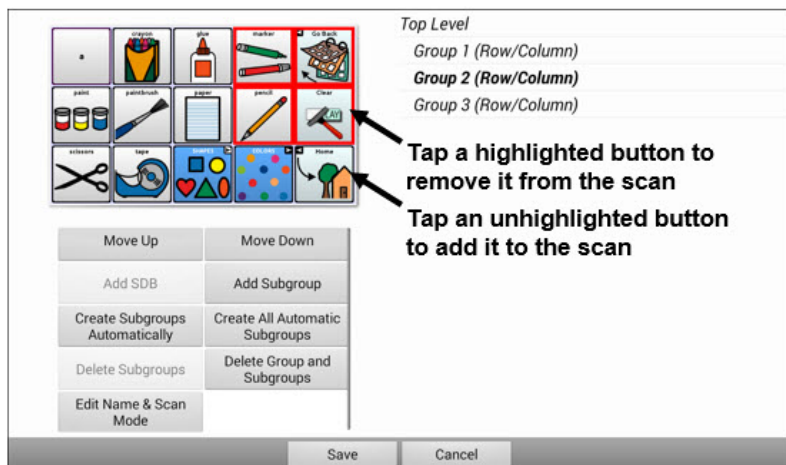 crayon
glue
marker
Go Back
a
paint
paintbrush
paper
pencil
Clear
scissors
tape
SHAPES
COLORS
Home
Top Level
Group 1 (Row/Column)
Group 2 (Row/Column)
Group 3 (Row/Column)
Tap a highlighted button to
remove it from the scan
Tap an unhighlighted button
to add it to the scan
Move Up
Move Down
Add SDB
Add Subgroup
Create Subgroups
Automatically
Create All Automatic
Subgroups
Delete Subgroups
Delete Group and
Subgroups
Edit Name & Scan
Mode
Save
Cancel